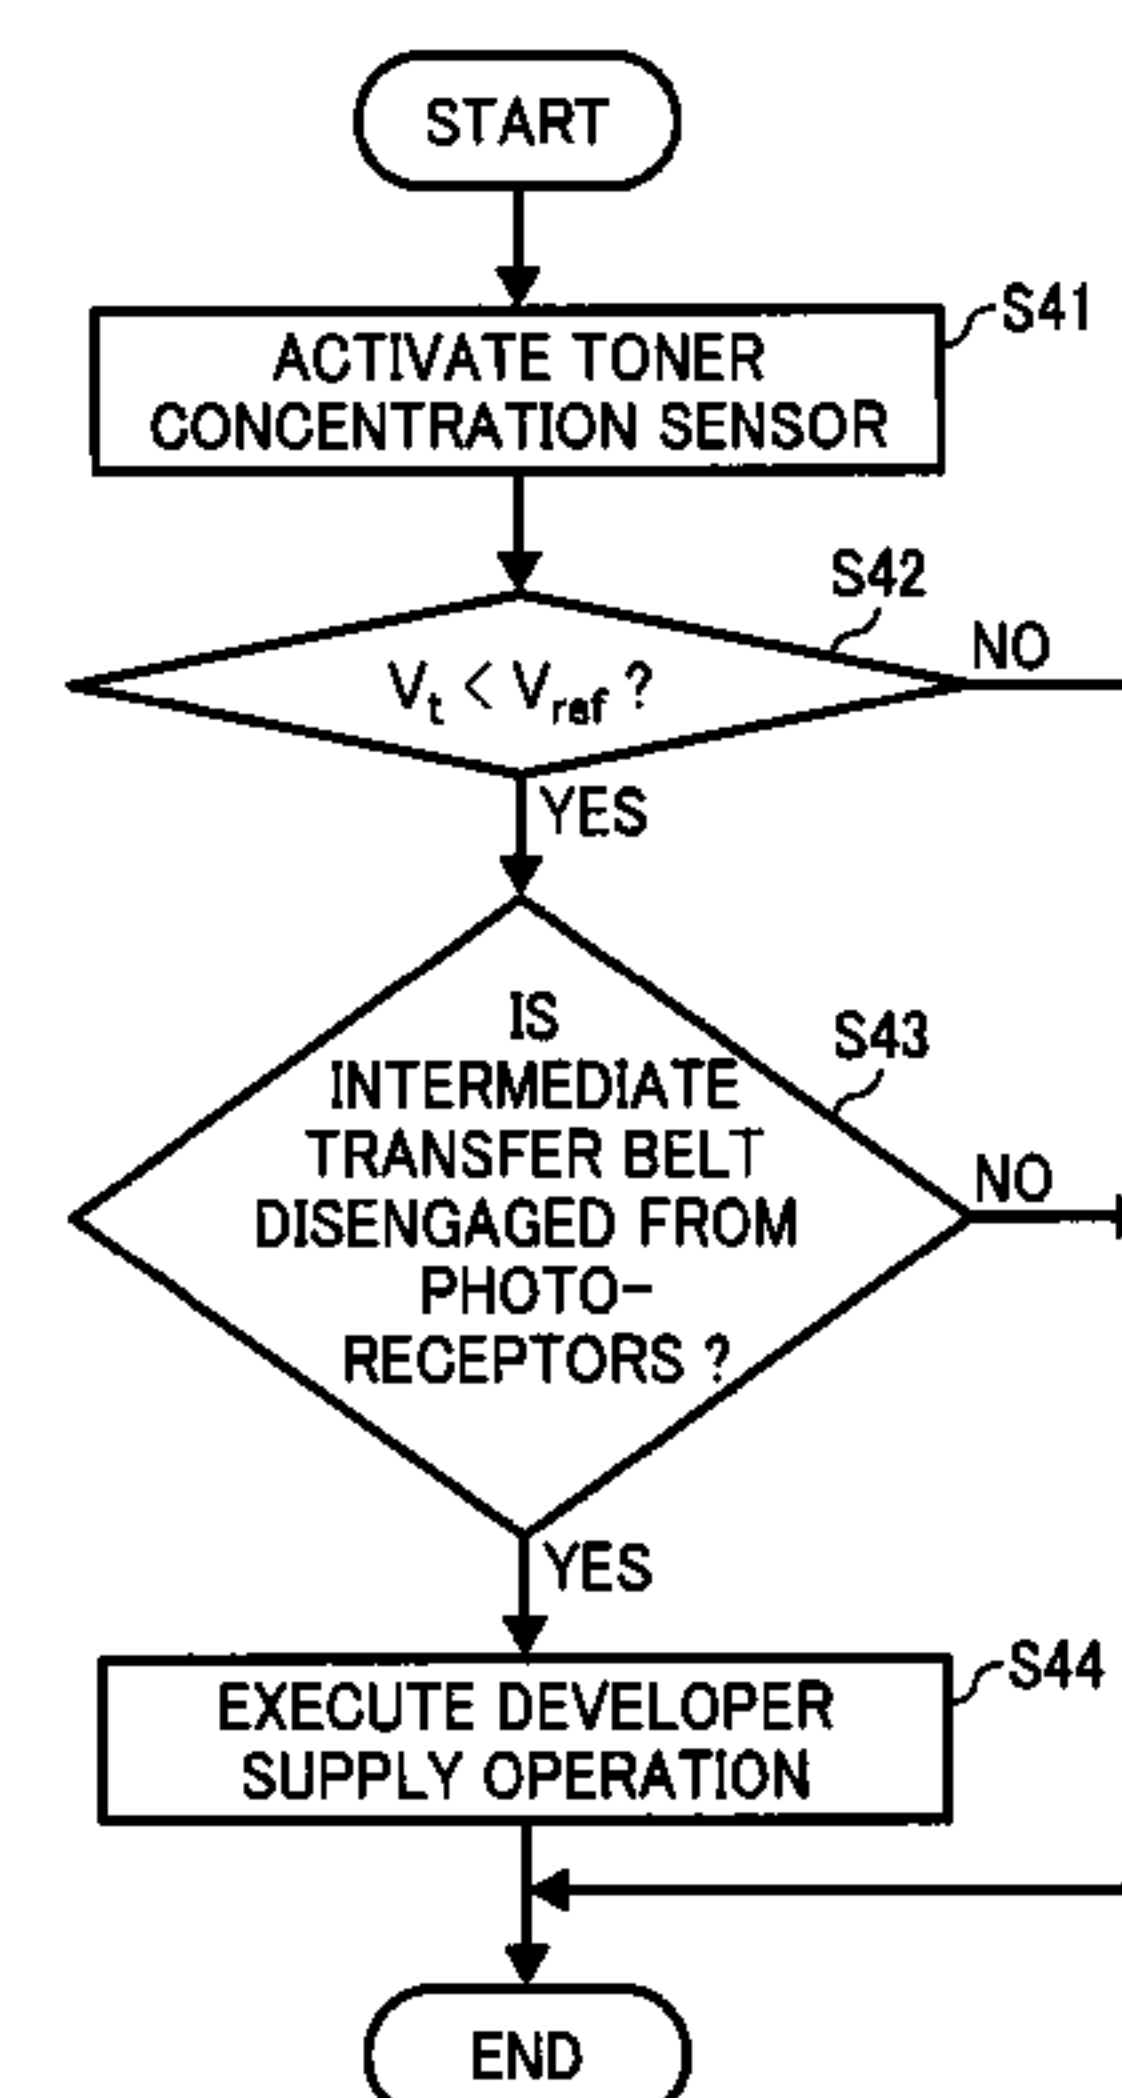 START
S41
ACTIVATE TONER
CONCENTRATION SENSOR
S42
NO
Vt < Vref ?
YES
IS
S43
INTERMEDIATE
TRANSFER BELT
NO
DISENGAGED FROM
PHOTO-
RECEPTORS ?
YES
S44
EXECUTE DEVELOPER
SUPPLY OPERATION
END